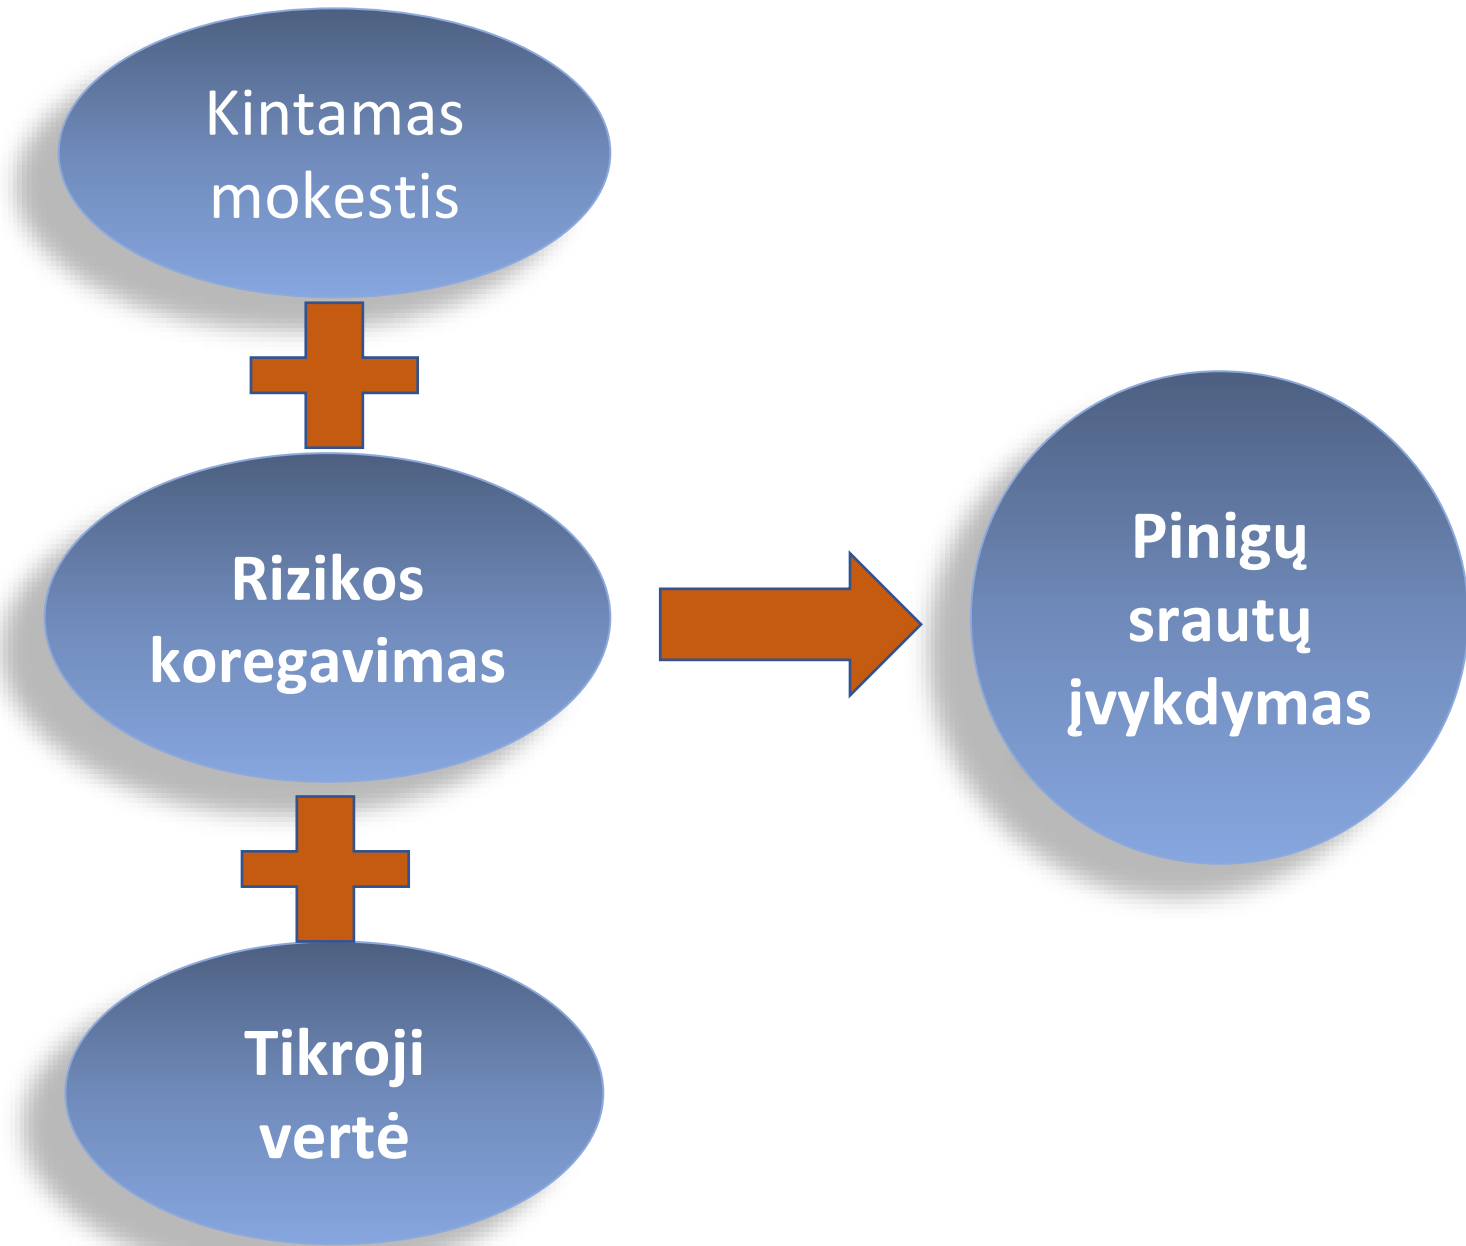 Kintamas
mokestis
Rizikos
koregavimas
Pinigų
srautų
įvykdymas
Tikroji
vertė